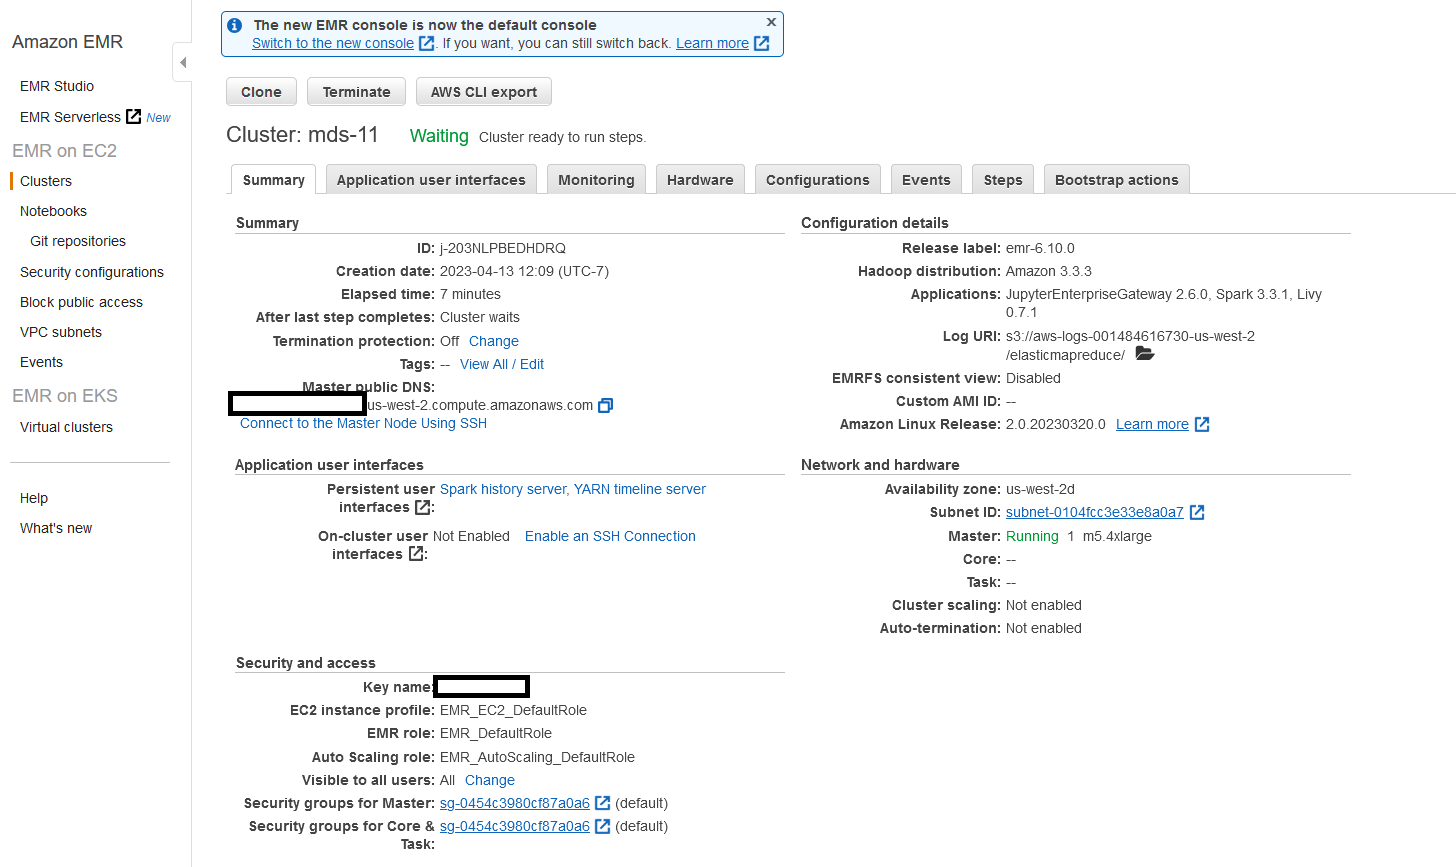 Amazon EMR
EMR Studio
EMR Serverless New
EMR on EC2
Clusters
Notebooks
Git repositories
Security configurations
Block public access
VPC subnets
Events
EMR on EKS
Virtual clusters
Help
What's new
The new EMR console is now the default console
Switch to the new console . If you want, you can still switch back. Learn more
Clone Terminate AWS CLI export
Cluster: mds-11 Waiting Cluster ready to run steps.
Summary Application user interfaces Monitoring Hardware Configurations Events Steps Bootstrap actions
Summary
ID: j-203NLPBEDHDRQ
Creation date: 2023-04-13 12:09 (UTC-7)
Elapsed time: 7 minutes
After last step completes: Cluster waits
Termination protection: Off Change
Tags: -- View All / Edit
Master public DNS:
us-west-2.compute.amazonaws.com
Connect to the Master Node Using SSH
Configuration details
Release label: emr-6.10.0
Hadoop distribution: Amazon 3.3.3
Applications: JupyterEnterpriseGateway 2.6.0, Spark 3.3.1, Livy
0.7.1
Log URI: s3://aws-logs-001484616730-us-west-2
/elasticmapreduce/
EMRFS consistent view: Disabled
Custom AMI ID: --
Amazon Linux Release: 2.0.20230320.0 Learn more
Application user interfaces
Persistent user Spark history server, YARN timeline server
interfaces :
On-cluster user Not Enabled Enable an SSH Connection
interfaces :
Network and hardware
Availability zone: us-west-2d
Subnet ID: subnet-0104fcc3e33e8a0a7
Master: Running 1 m5.4xlarge
Core: --
Task: --
Cluster scaling: Not enabled
Auto-termination: Not enabled
Security and access
Key name:
EC2 instance profile: EMR_EC2_DefaultRole
EMR role: EMR_DefaultRole
Auto Scaling role: EMR_AutoScaling_DefaultRole
Visible to all users: All Change
Security groups for Master: sg-0454c3980cf87a0a6 (default)
Security groups for Core & sg-0454c3980cf87a0a6 (default)
Task: